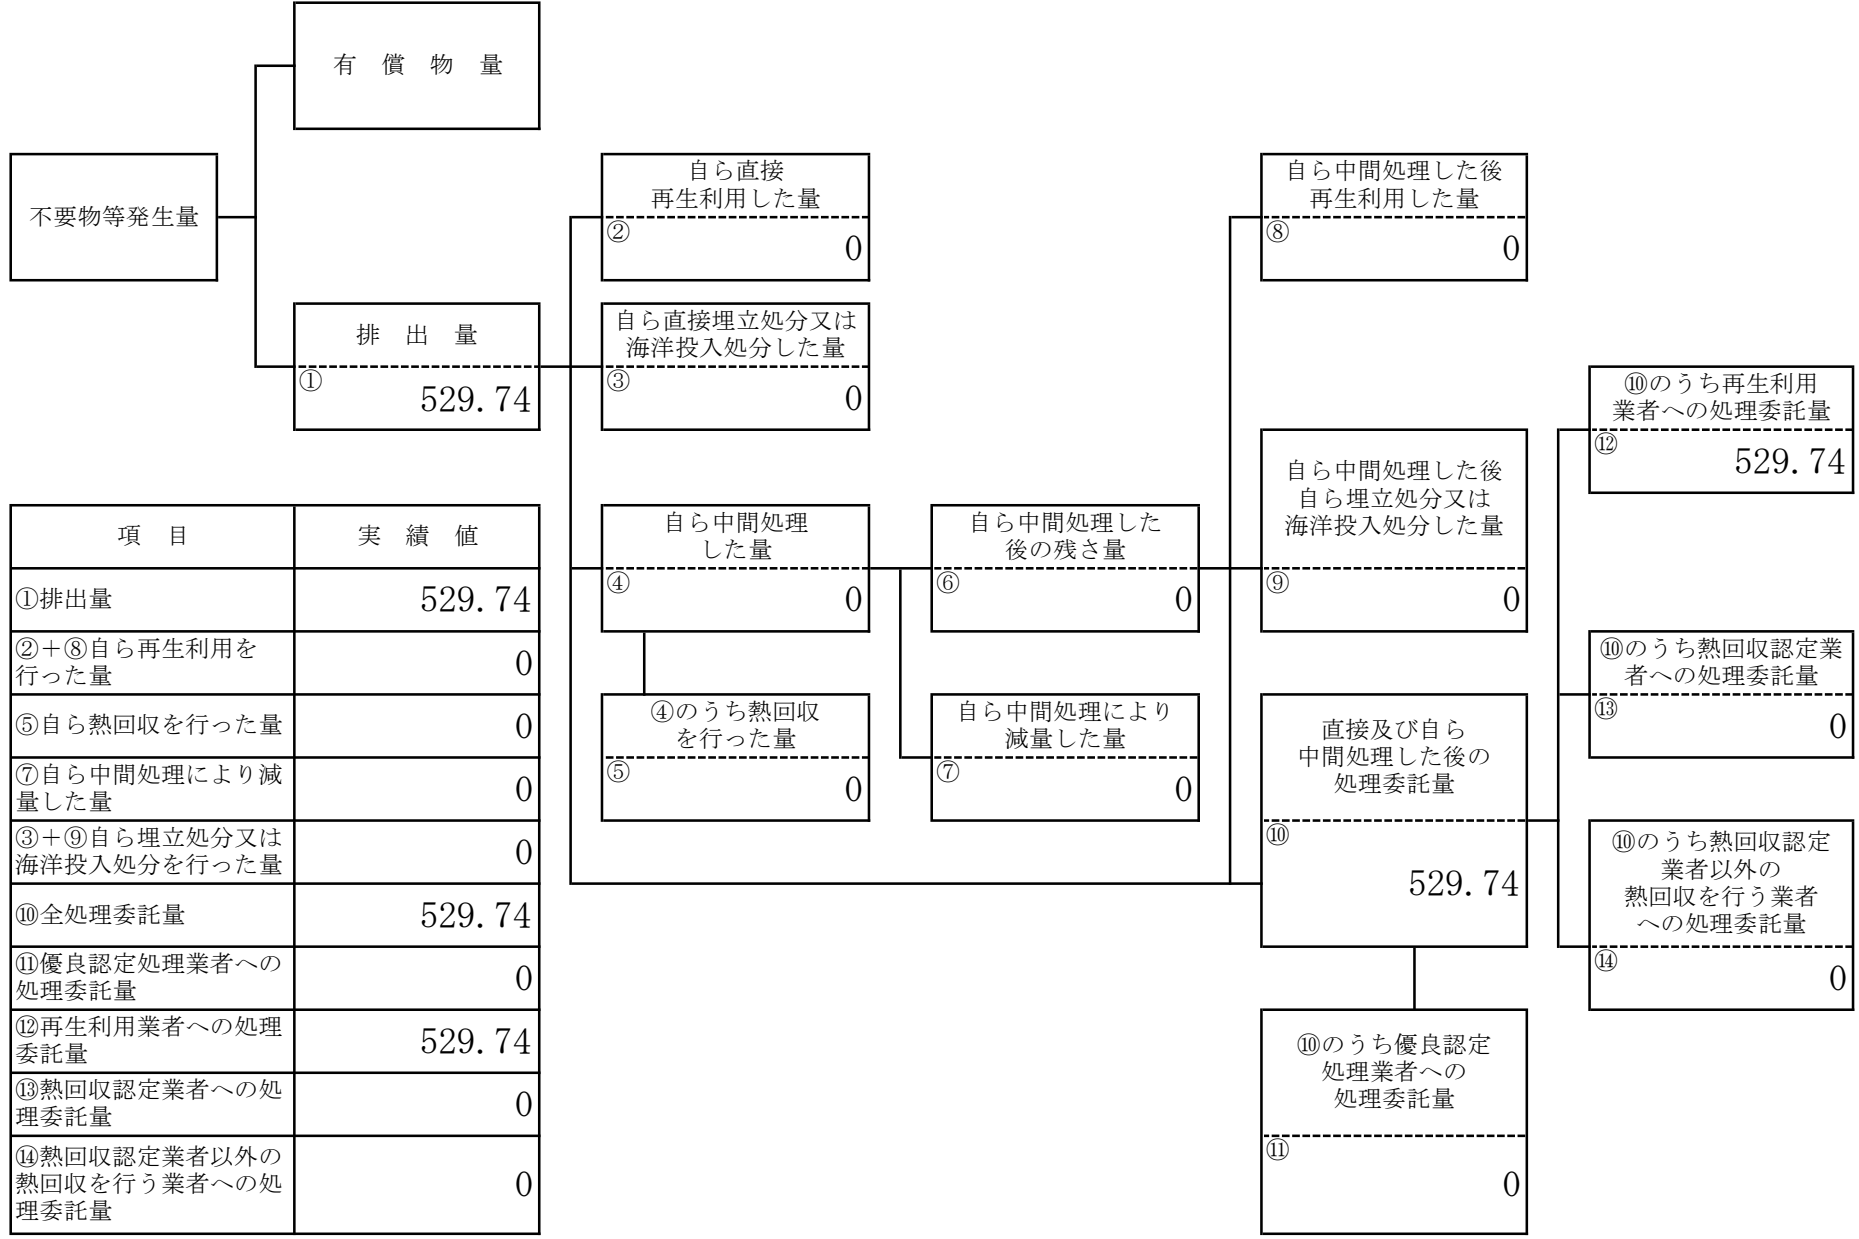 有　償　物　量
不要物等発生量
自ら直接
再生利用した量
②
0
自ら中間処理した後
再生利用した量
⑧
0
排　出　量
①
529.74
自ら直接埋立処分又は
海洋投入処分した量
③
0
⑩のうち再生利用
業者への処理委託量
⑫
529.74
自ら中間処理
した量
④
0
自ら中間処理した
後の残さ量
⑥
0
自ら中間処理した後
自ら埋立処分又は
海洋投入処分した量
⑨
0
④のうち熱回収
を行った量
⑤
0
自ら中間処理により
減量した量
⑦
0
直接及び自ら
中間処理した後の
処理委託量
⑩
529.74
⑩のうち熱回収認定業
者への処理委託量
⑬
0
⑩のうち熱回収認定
業者以外の
熱回収を行う業者
への処理委託量
⑭
0
⑩のうち優良認定
処理業者への
処理委託量
⑪
0
項　目　実　績　値
①排出量 529.74
②＋⑧自ら再生利用を
行った量 0
⑤自ら熱回収を行った量 0
⑦自ら中間処理により減
量した量 0
③＋⑨自ら埋立処分又は
海洋投入処分を行った量 0
⑩全処理委託量 529.74
⑪優良認定処理業者への
処理委託量 0
⑫再生利用業者への処理
委託量 529.74
⑬熱回収認定業者への処
理委託量 0
⑭熱回収認定業者以外の
熱回収を行う業者への処
理委託量 0